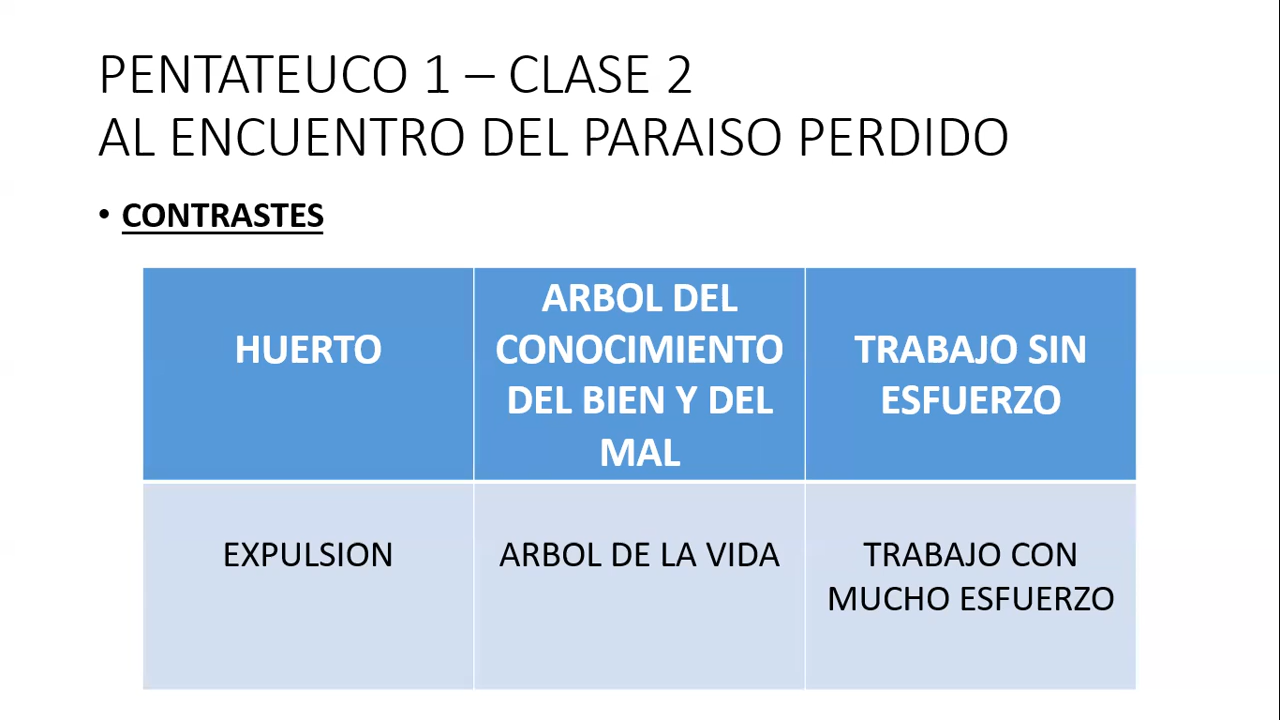 PENTATEUCO 1 – CLASE 2
AL ENCUENTRO DEL PARAISO PERDIDO
• CONTRASTES
HUERTO
ARBOL DEL
CONOCIMIENTO
DEL BIEN Y DEL
MAL
TRABAJO SIN
ESFUERZO
EXPULSION
ARBOL DE LA VIDA
TRABAJO CON
MUCHO ESFUERZO